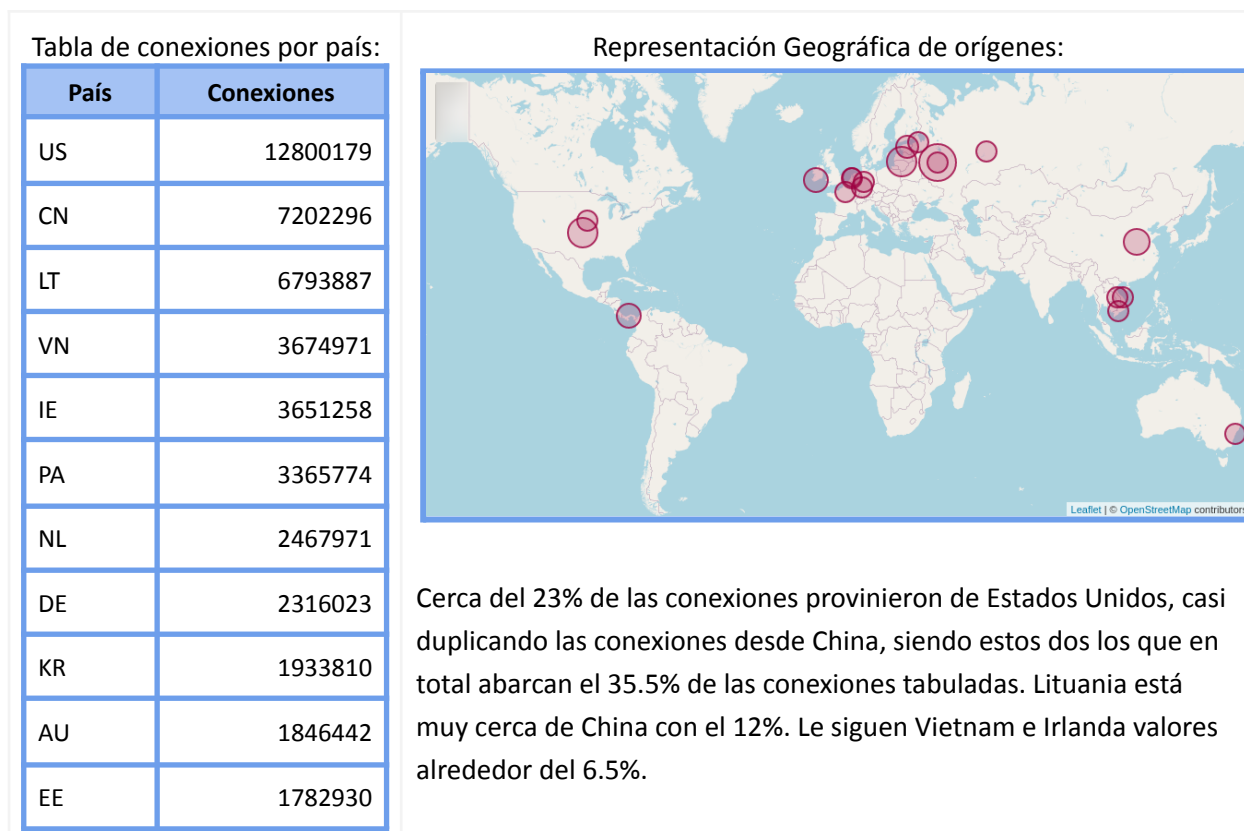 Tabla de conexiones por país:
País Conexiones
US 12800179
CN 7202296
LT 6793887
VN 3674971
IE 3651258
PA 3365774
NL 2467971
DE 2316023
KR 1933810
AU 1846442
EE 1782930
Representación Geográfica de orígenes:
Leaflet | © OpenStreetMap contributors
Cerca del 23% de las conexiones provinieron de Estados Unidos, casi
duplicando las conexiones desde China, siendo estos dos los que en
total abarcan el 35.5% de las conexiones tabuladas. Lituania está
muy cerca de China con el 12%. Le siguen Vietnam e Irlanda valores
alrededor del 6.5%.